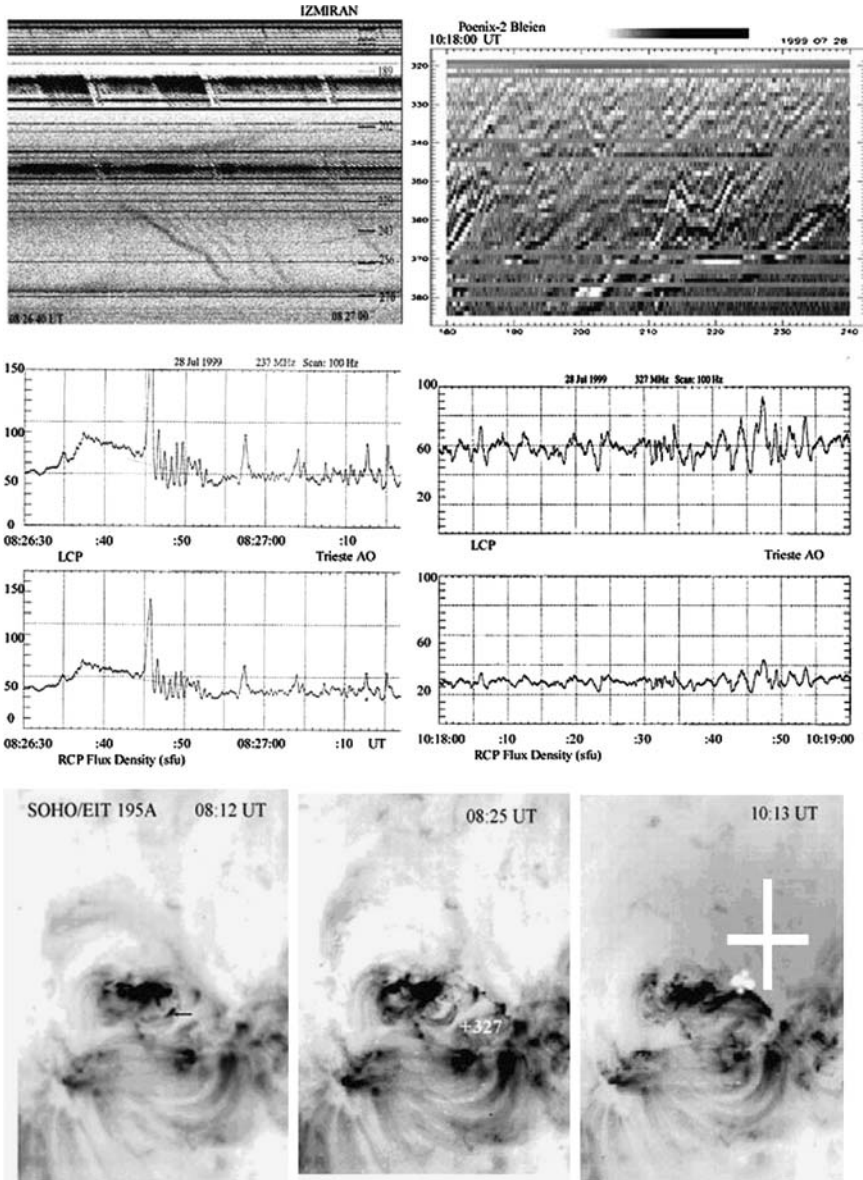 IZMIRAN
189
202
229
247
256
270
08 26 40 UT
08 27 00
Poenix-2 Bleien
10:18:00 UT
1999 07 28
320
330
340
350
360
370
380
180
190
200
210
220
230
240
28 Jul 1999 237 MHz Scan: 100 Hz
150
100
50
0
08:26:30 :40 :50 08:27:00 :10
LCP Trieste AO
150
100
50
0
08:26:30 :40 :50 08:27:00 :10 UT
RCP Flux Density (sfu)
28 Jul 1999 327 MHz Scan: 100 Hz
100
60
20
LCP Trieste AO
100
60
20
10:18:00 :10 :20 :30 :40 :50 10:19:00
RCP Flux Density (sfu)
SOHO/EIT 195A 08:12 UT
08:25 UT
+327
10:13 UT